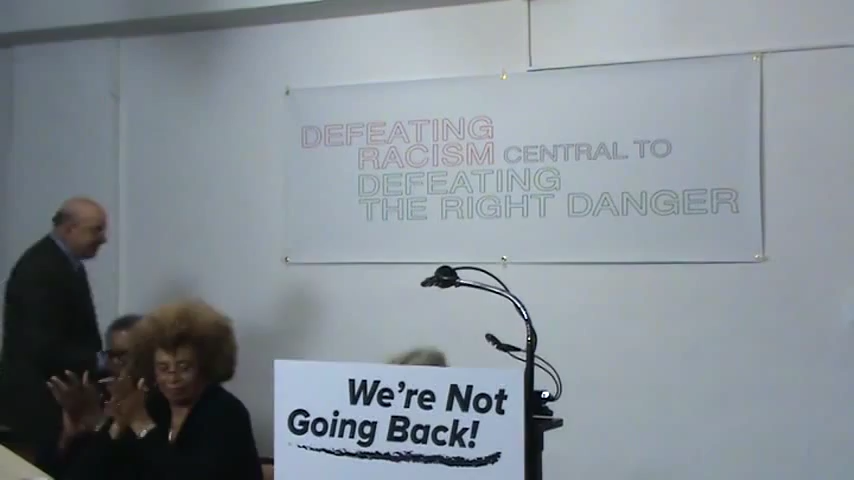 DEFEATING
RACISM CENTRAL TO
DEFEATING
THE RIGHT DANGER
We're Not
Going Back!